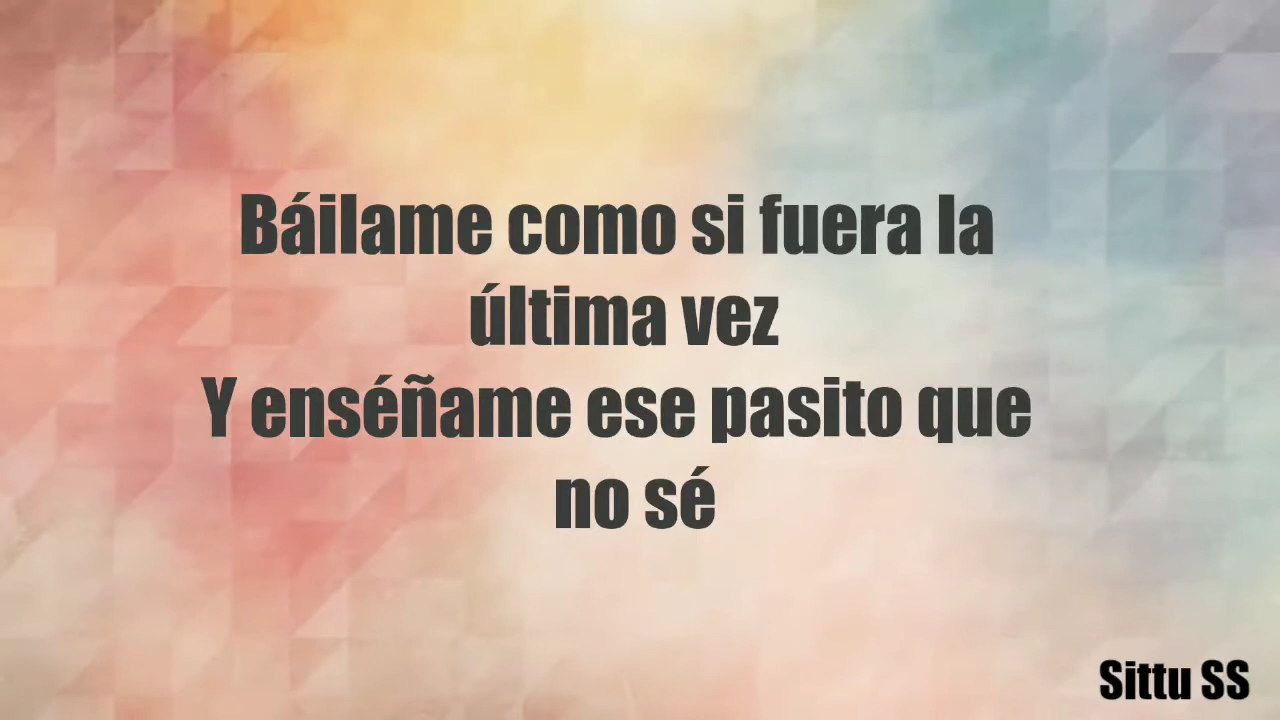 Báilame como si fuera la
última vez
Y enséñame ese pasito que
no sé
Sittu SS